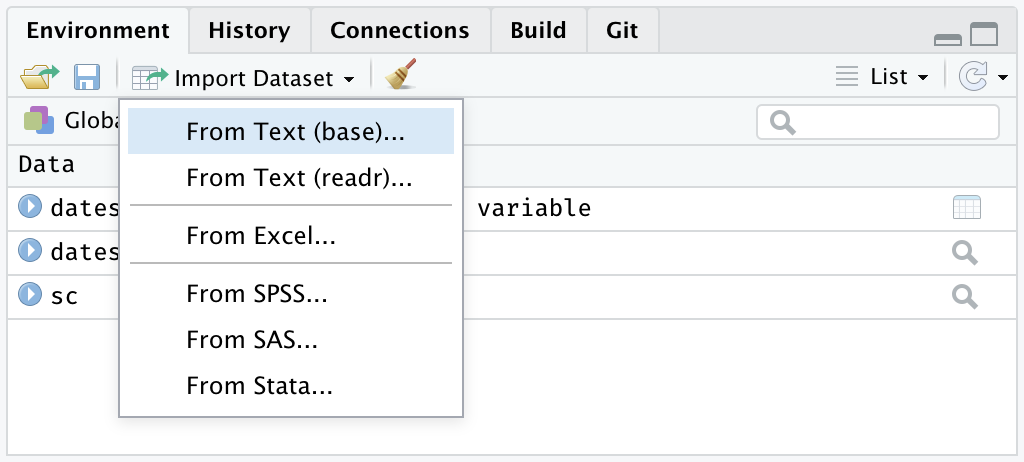 Environment History Connections Build Git
Import Dataset List
Globa
From Text (base)...
From Text (readr)...
From Excel...
From SPSS...
From SAS...
From Stata...
Data
dates variable
dates
sc